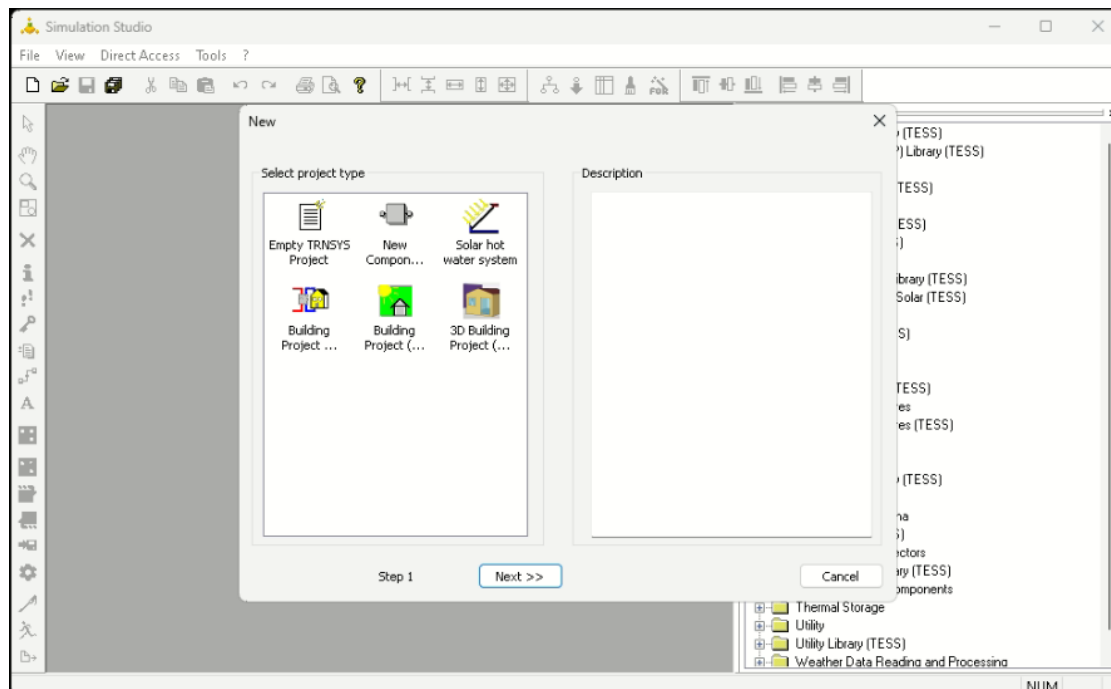 Simulation Studio
File View Direct Access Tools ?
New
Select project type
Description
Empty TRNSYS
Project
New
Compon...
Solar hot
water system
Building
Project ...
Building
Project (...
3D Building
Project (...
Step 1
Next >>
Cancel
(TESS)
Library (TESS)
TESS)
ESS)
(TESS)
Solar (TESS)
S)
TESS)
es
es (TESS)
(TESS)
na
ectors
(TESS)
omponents
Thermal Storage
Utility
Utility Library (TESS)
Weather Data Reading and Processing
NUM